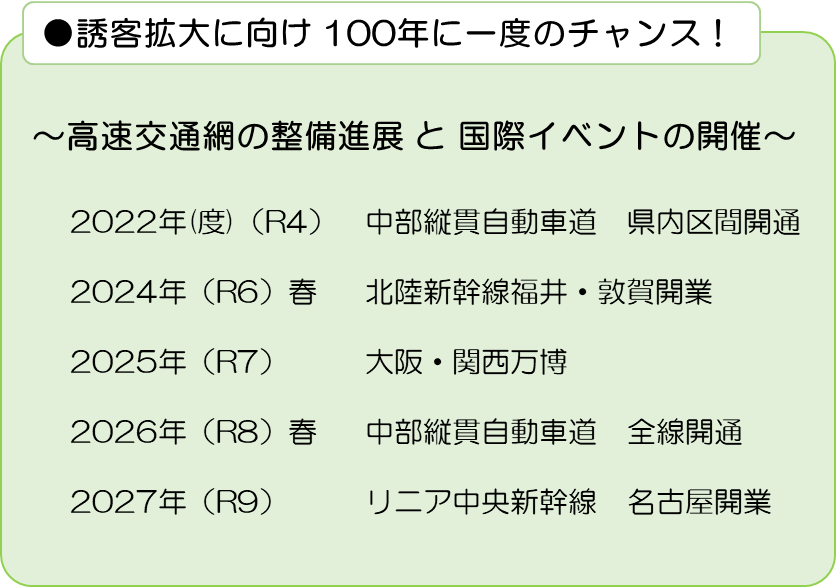 ●誘客拡大に向け 100年に一度のチャンス！
～高速交通網の整備進展 と 国際イベントの開催～
2022年(度)（R4） 中部縦貫自動車道 県内区間開通
2024年（R6）春 北陸新幹線福井・敦賀開業
2025年（R7） 大阪・関西万博
2026年（R8）春 中部縦貫自動車道 全線開通
2027年（R9） リニア中央新幹線 名古屋開業